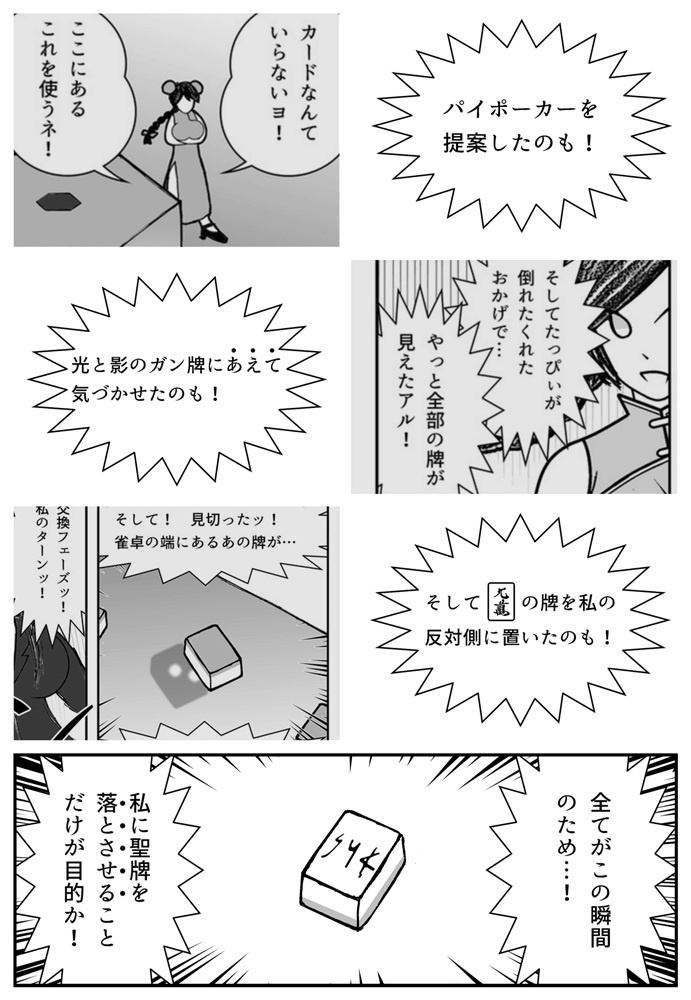 パイポーカーを
提案したのも！
カードなんて
いらないヨ！
ここにある
これを使うネ！
そしてたっぴぃが
倒れたくれた
おかげで…
やっと全部の牌が
見えたアル！
光と影のガン牌にあえて
気づかせたのも！
そして九萬の牌を私の
反対側に置いたのも！
そして！　見切ったッ！
雀卓の端にあるあの牌が…
交換フェーズッ！
私のターンッ！
全てがこの瞬間
のため…！
私に聖牌を
落とさせること
だけが目的か！